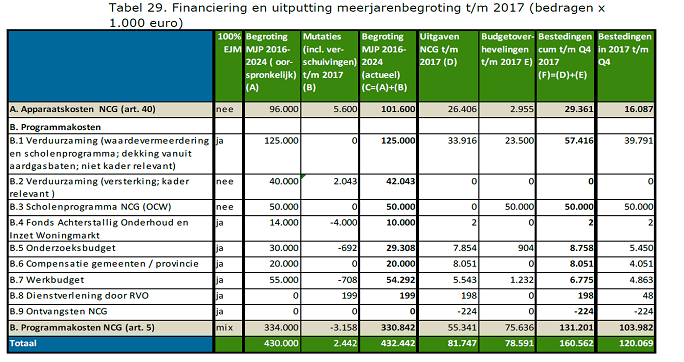 Tabel 29. Financiering en uitputting meerjarenbegroting t/m 2017 (bedragen x
1.000 euro)
100% EJM | Begroting MJP 2016-2024 ( oor-spronkelijk) (A) | Mutaties (incl. ver-schuivingen) t/m 2017 (B) | Begroting MJP 2016-2024 (actueel) (C=(A)+(B) | Uitgaven NCG t/m 2017 (D) | Budgetover-hevelingen t/m 2017 E) | Bestedingen cum t/m Q4 2017 (F)=(D)+(E) | Bestedingen in 2017 t/m Q4
A. Apparaatskosten NCG (art. 40) nee 96.000 5.600 101.600 26.406 2.955 29.361 16.087
B. Programmakosten
B.1 Verduurzaming (waardevermeerdering ja 125.000 0 125.000 33.916 23.500 57.416 39.791
en scholenprogramma; dekking vanuit
aardgasbaten; niet kader relevant)
B.2 Verduurzaming (versterking; kader nee 40.000 2.043 42.043 0 0 0 0
relevant )
B.3 Scholenprogramma NCG (OCW) nee 50.000 0 50.000 0 50.000 50.000 50.000
B.4 Fonds Achterstallig Onderhoud en ja 14.000 -4.000 10.000 2 0 2 2
Inzet Woningmarkt
B.5 Onderzoeksbudget ja 30.000 -692 29.308 7.854 904 8.758 5.450
B.6 Compensatie gemeenten / provincie ja 20.000 0 20.000 8.051 0 8.051 4.051
B.7 Werkbudget ja 55.000 -708 54.292 5.543 1.232 6.775 4.863
B.8 Dienstverlening door RVO ja 0 199 199 198 0 198 48
B.9 Ontvangsten NCG ja 0 0 0 -224 0 -224 -224
B. Programmakosten NCG (art. 5) mix 334.000 -3.158 330.842 55.341 75.636 131.201 103.982
Totaal 430.000 2.442 432.442 81.747 78.591 160.562 120.069